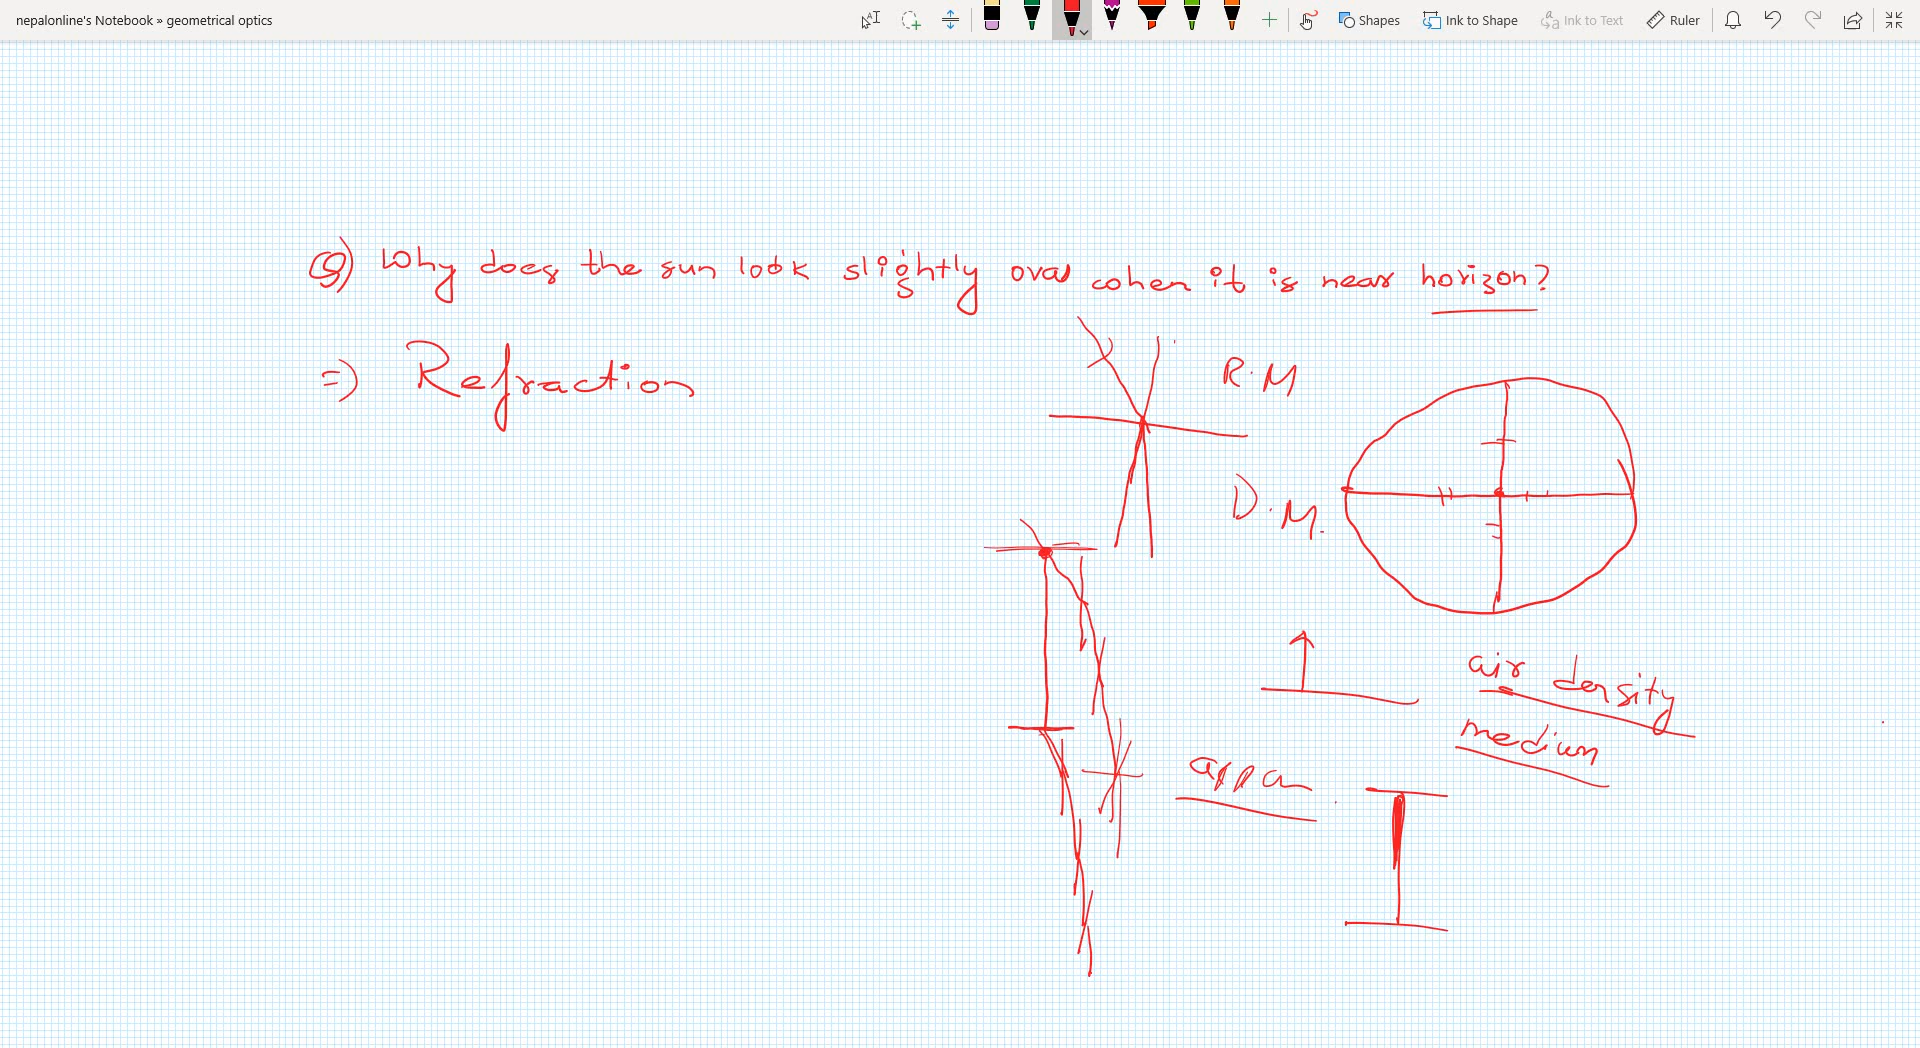 nepalonline's Notebook » geometrical optics
Shapes Ink to Shape Ink to Text Ruler
Q) Why does the sun look slightly oval when it is near horizon?
=> Refraction
R.M
D.M.
air density
medium
appa